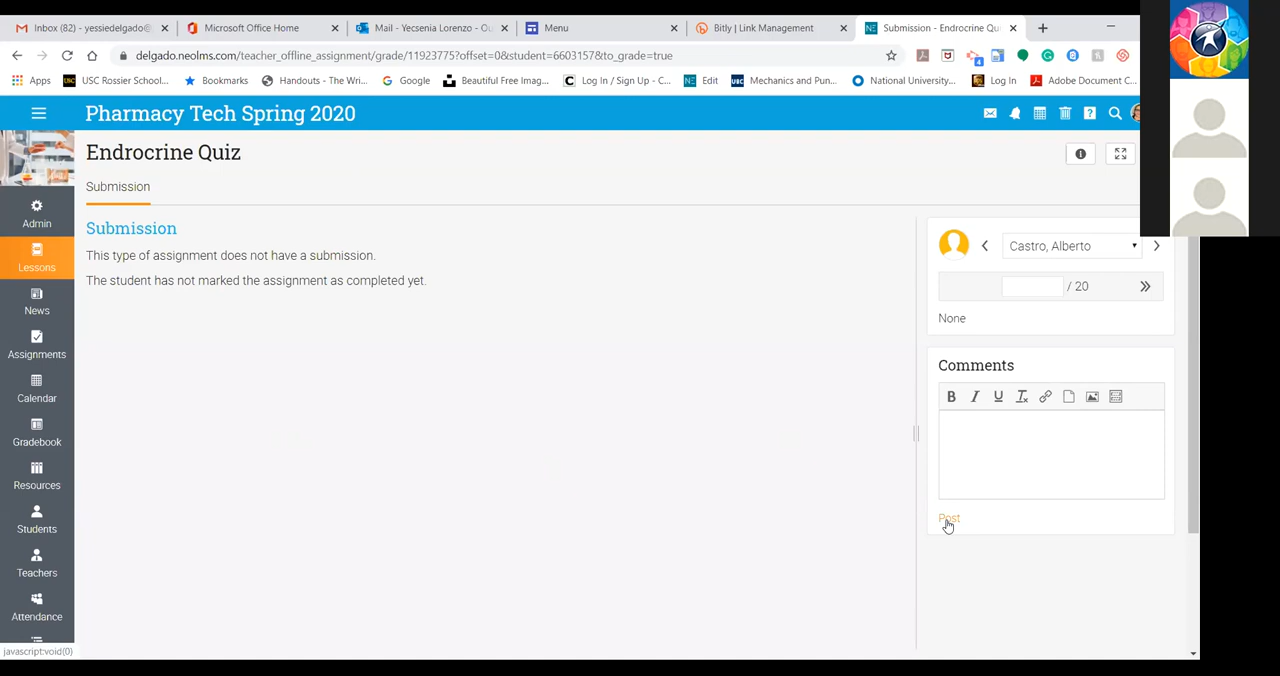 Inbox (82) - yessiedelgado@
Microsoft Office Home
Mail - Yecsenia Lorenzo - Ou
Menu
Bitly | Link Management
Submission - Endrocrine Qui
delgado.neolms.com/teacher_offline_assignment/grade/11923775?offset=0&student=6603157&to_grade=true
Apps
USC Rossier School...
Bookmarks
Handouts - The Wri...
Google
Beautiful Free Imag...
Log In / Sign Up - C...
Edit
Mechanics and Pun...
National University...
Log In
Adobe Document C...
Pharmacy Tech Spring 2020
Endrocrine Quiz
Submission
Submission
This type of assignment does not have a submission.
The student has not marked the assignment as completed yet.
Castro, Alberto
/ 20
None
Comments
B I U Tx
Post
Admin
Lessons
News
Assignments
Calendar
Gradebook
Resources
Students
Teachers
Attendance
javascript:void(0)